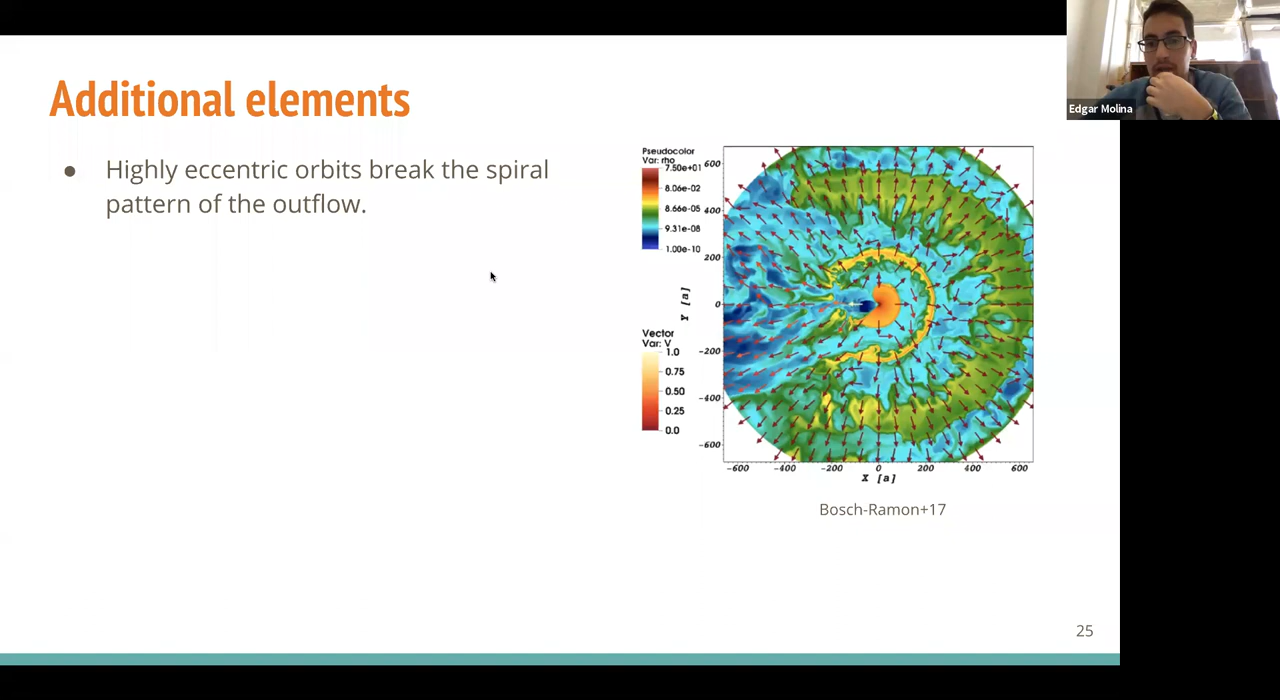 Edgar Molina
Additional elements
● Highly eccentric orbits break the spiral
pattern of the outflow.
Pseudocolor
Var: rho
7.50e+01
8.06e-02
8.66e-05
9.31e-08
1.00e-10
Vector
Var: V
1.0
0.75
0.50
0.25
0.0
Y [a]
600
400
200
0
-200
-400
-600
-600 -400 -200 0 200 400 600
X [a]
Bosch-Ramon+17
25